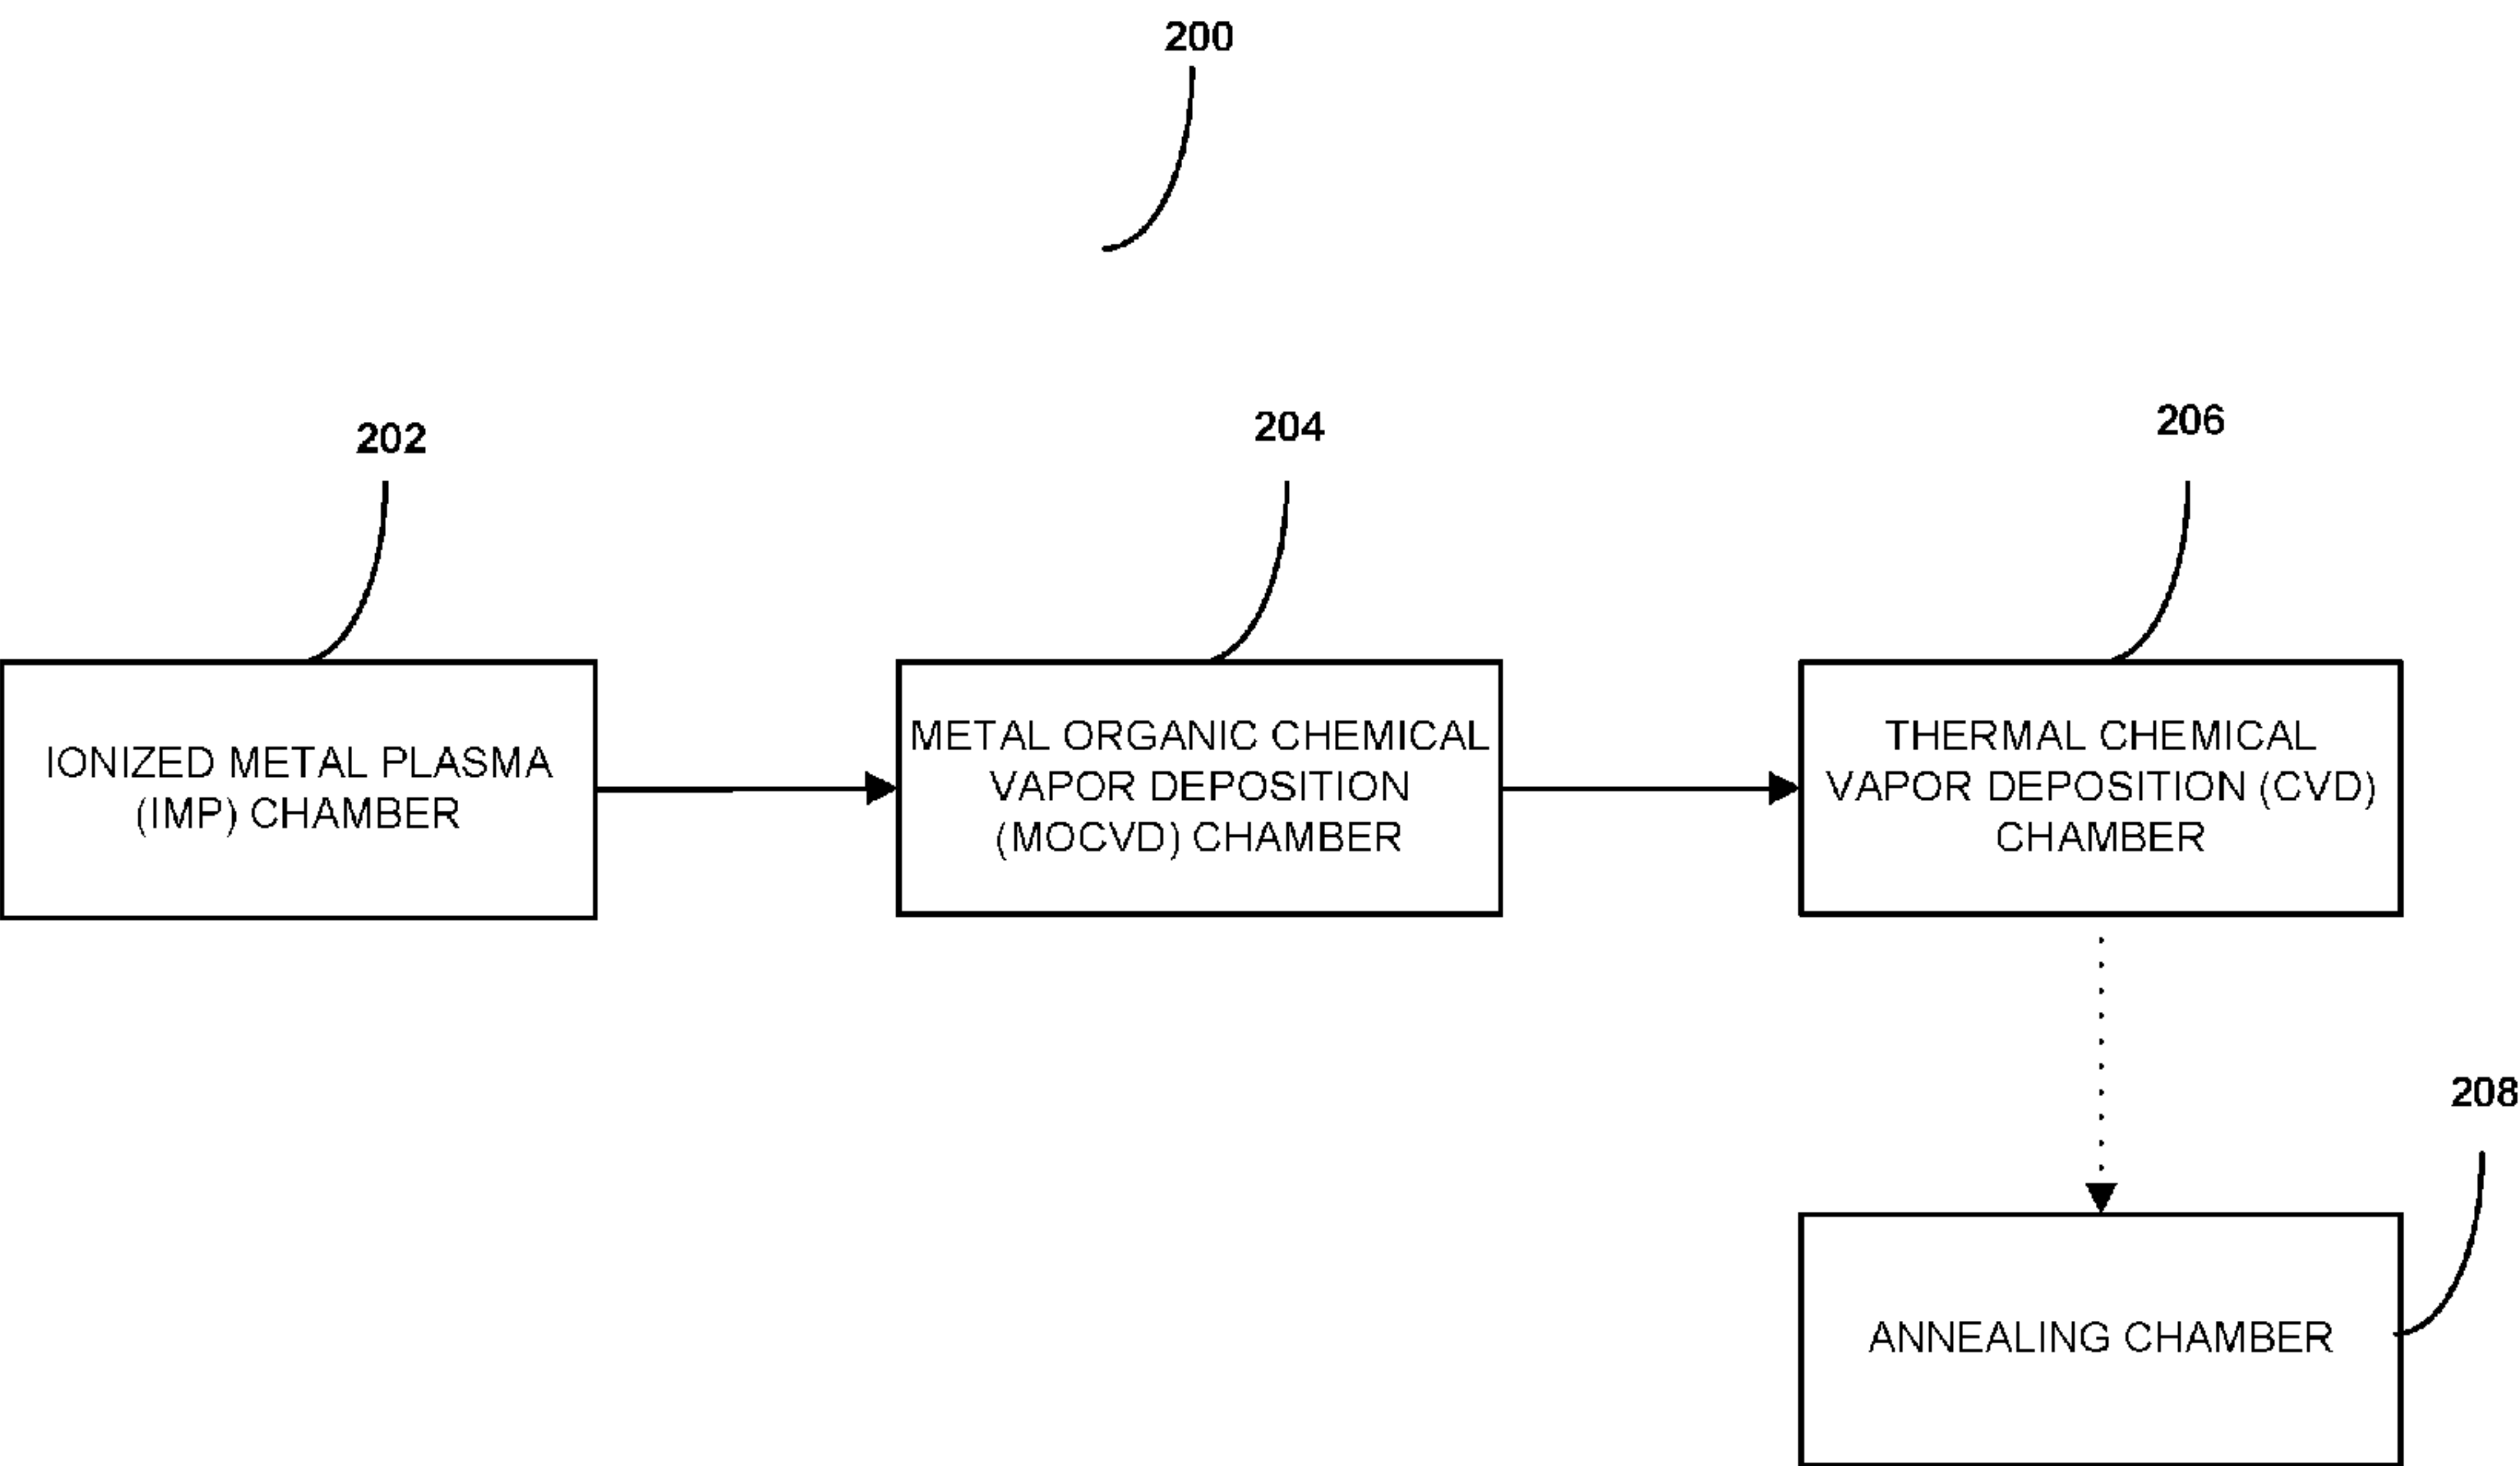 200
202
204
206
IONIZED METAL PLASMA
(IMP) CHAMBER
METAL ORGANIC CHEMICAL
VAPOR DEPOSITION
(MOCVD) CHAMBER
THERMAL CHEMICAL
VAPOR DEPOSITION (CVD)
CHAMBER
208
ANNEALING CHAMBER